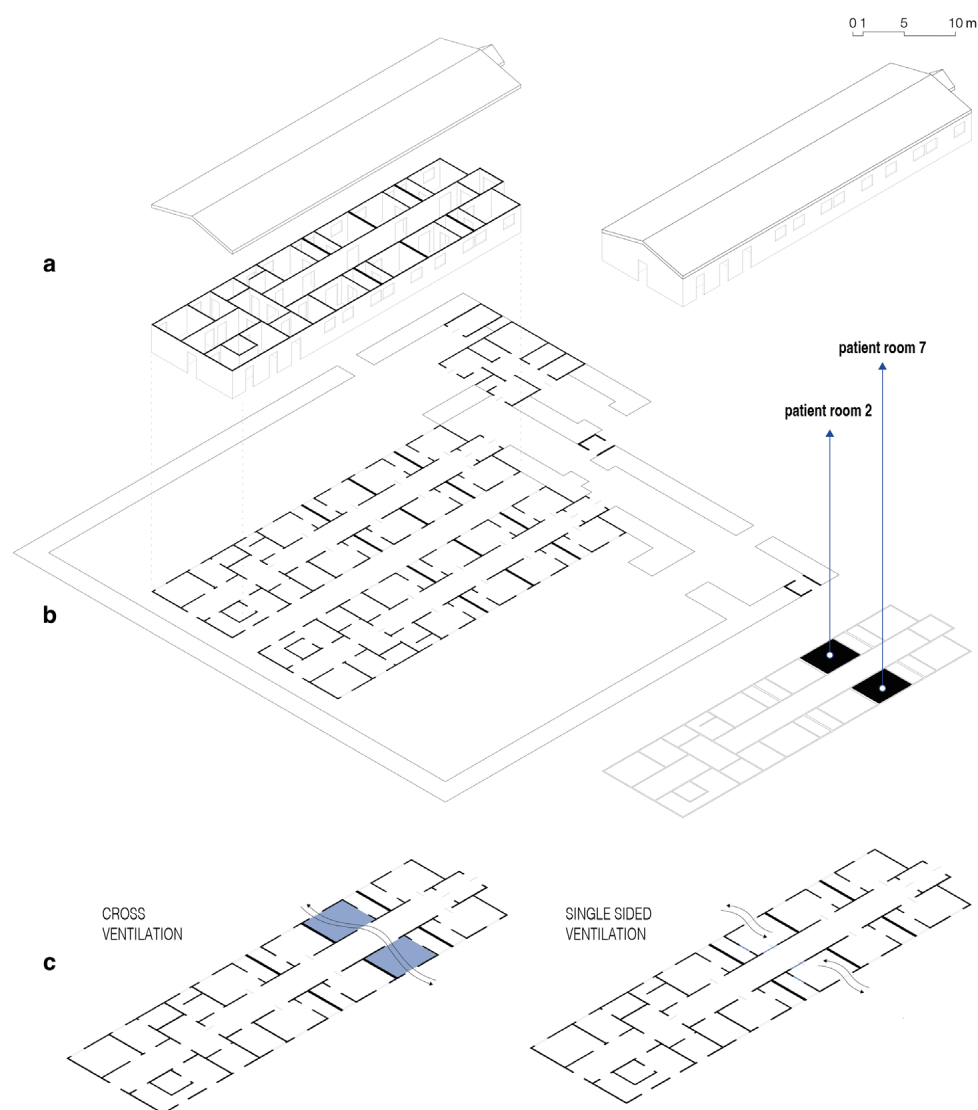 0 1 5 10 m
a
patient room 7
patient room 2
b
CROSS
VENTILATION
SINGLE SIDED
VENTILATION
c